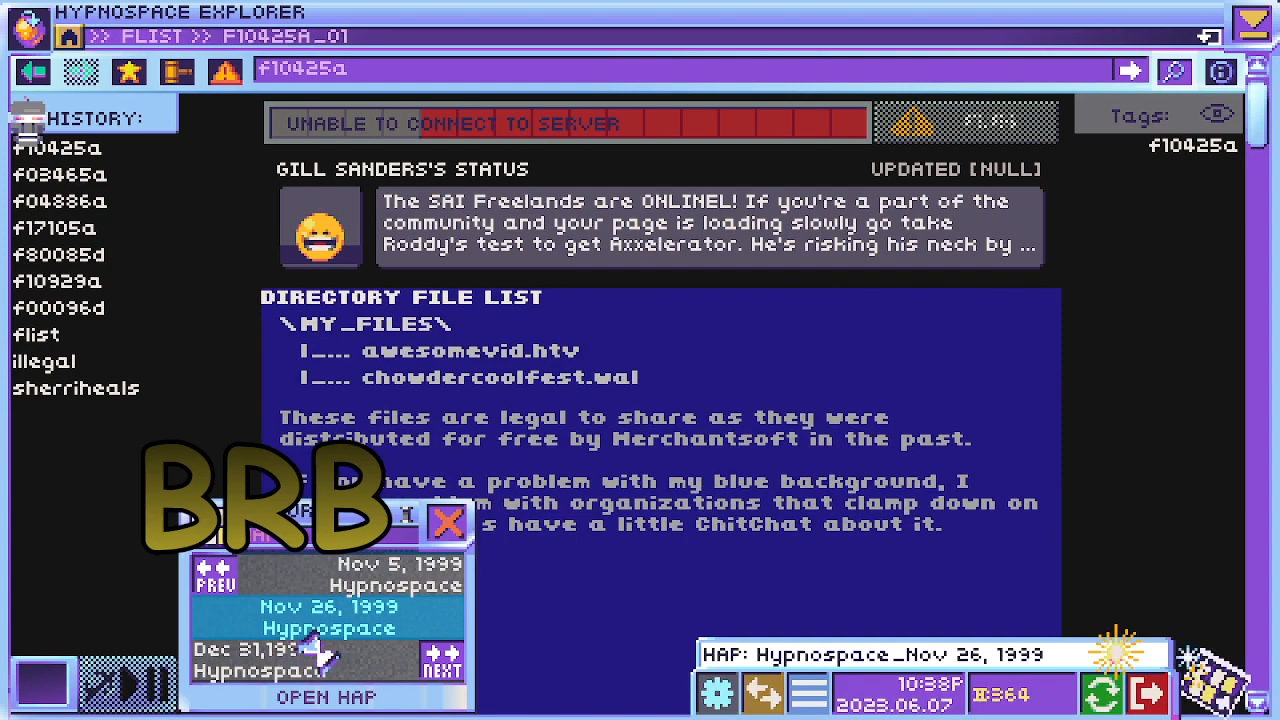 HYPNOSPACE EXPLORER
>> FLIST >> F10425A_01
f10425a
HISTORY:
f10425a
f03465a
f04886a
f17105a
f80085d
f10929a
f00096d
flist
illegal
sherriheals
UNABLE TO CONNECT TO SERVER
Tags:
f10425a
GILL SANDERS'S STATUS
UPDATED [NULL]
The SAI Freelands are ONLINE! If you're a part of the
community and your page is loading slowly go take
Roddy's test to get Axxelerator. He's risking his neck by ...
DIRECTORY FILE LIST
\MY_FILES\
I_... awesomevid.htv
I_... chowdercoolfest.wal
These files are legal to share as they were
distributed for free by Merchantsoft in the past.
have a problem with my blue background, I
with organizations that clamp down on
have a little ChitChat about it.
BRB
PREV
Nov 5, 1999
Hypnospace
Nov 26, 1999
Hypnospace
Dec 31,199
Hypnospace
NEXT
OPEN HAP
HAP: Hypnospace_Nov 26, 1999
10:38P
2023.06.07
364